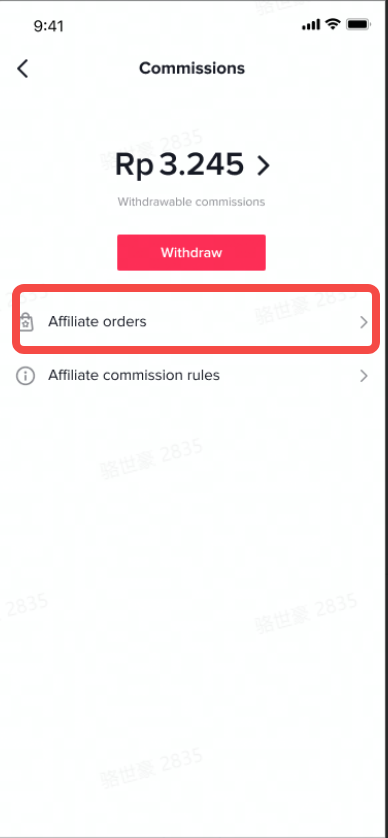 9:41
Commissions
骆世豪 2835
Rp 3.245
Withdrawable commissions
Withdraw
骆世豪 2835
Affiliate orders
Affiliate commission rules
骆世豪 2835
2835
骆世豪 2835
骆世豪 2835